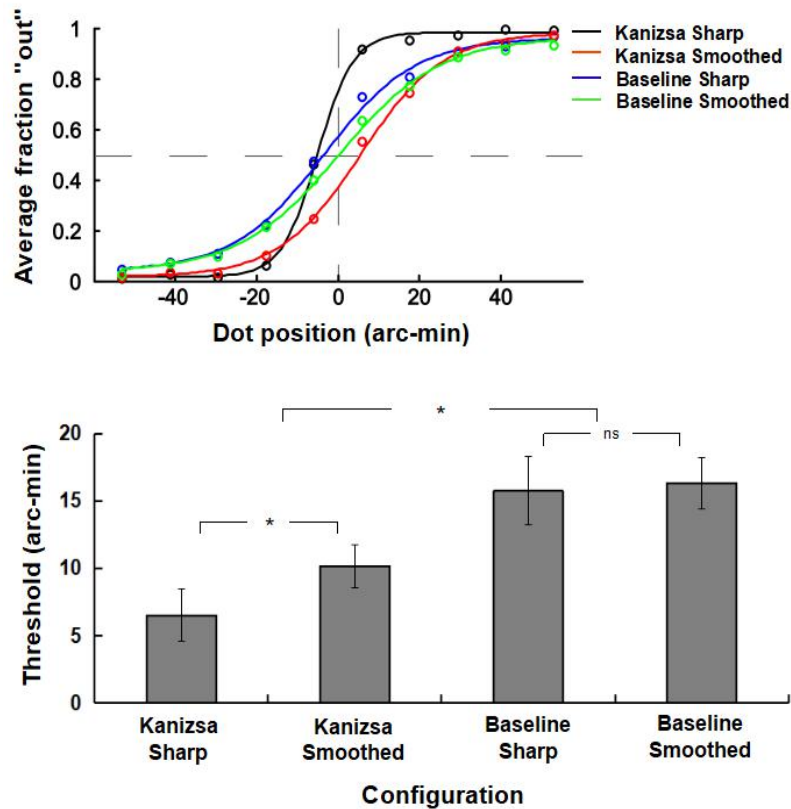 Average fraction "out"
1
0.8
0.6
0.4
0.2
0
-40
-20
0
20
40
Dot position (arc-min)
Kanizsa Sharp
Kanizsa Smoothed
Baseline Sharp
Baseline Smoothed
Threshold (arc-min)
20
15
10
5
0
*
*
ns
Kanizsa
Sharp
Kanizsa
Smoothed
Baseline
Sharp
Baseline
Smoothed
Configuration